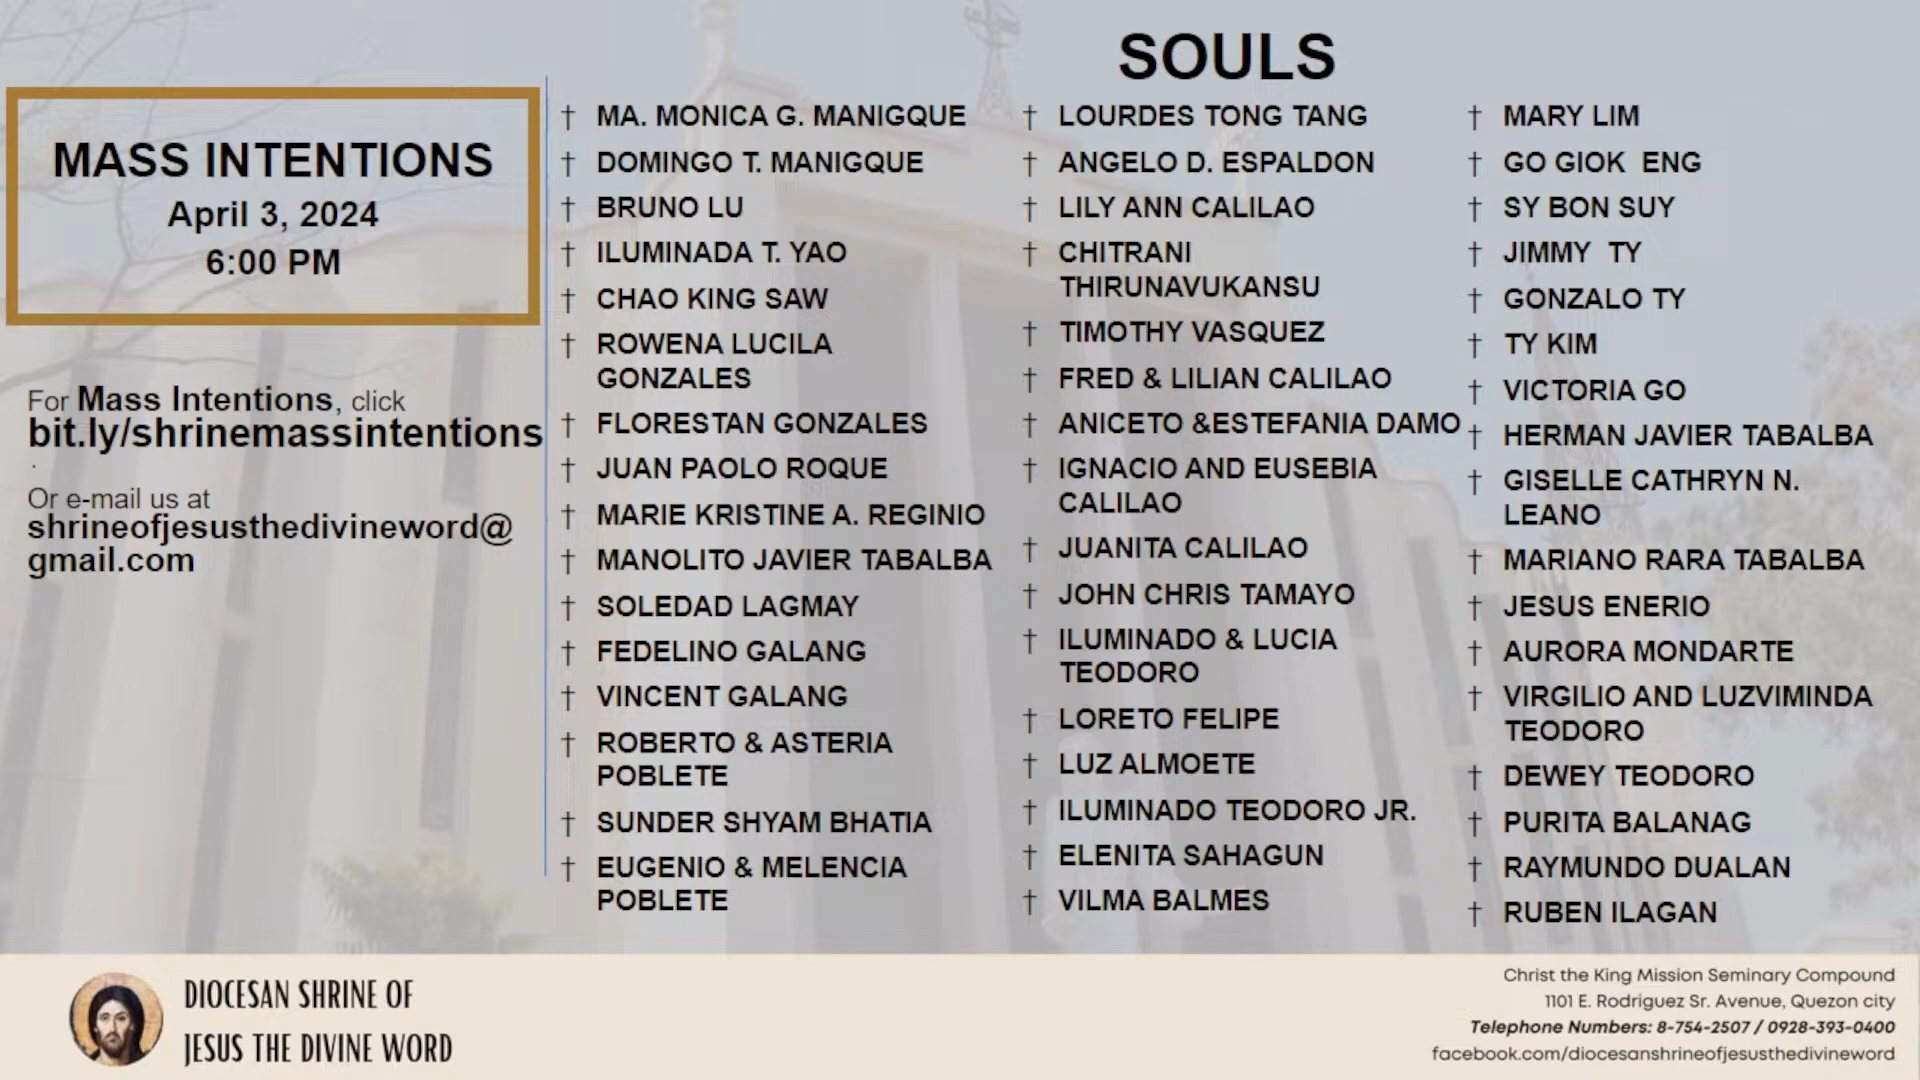 SOULS
MASS INTENTIONS
April 3, 2024
6:00 PM
For Mass Intentions, click
bit.ly/shrinemassintentions
.
Or e-mail us at
shrineofjesusthedivineword@
gmail.com
† MA. MONICA G. MANIGQUE
† DOMINGO T. MANIGQUE
† BRUNO LU
† ILUMINADA T. YAO
† CHAO KING SAW
† ROWENA LUCILA
GONZALES
† FLORESTAN GONZALES
† JUAN PAOLO ROQUE
† MARIE KRISTINE A. REGINIO
† MANOLITO JAVIER TABALBA
† SOLEDAD LAGMAY
† FEDELINO GALANG
† VINCENT GALANG
† ROBERTO & ASTERIA
POBLETE
† SUNDER SHYAM BHATIA
† EUGENIO & MELENCIA
POBLETE
† LOURDES TONG TANG
† ANGELO D. ESPALDON
† LILY ANN CALILAO
† CHITRANI
THIRUNAVUKANSU
† TIMOTHY VASQUEZ
† FRED & LILIAN CALILAO
† ANICETO &ESTEFANIA DAMO
† IGNACIO AND EUSEBIA
CALILAO
† JUANITA CALILAO
† JOHN CHRIS TAMAYO
† ILUMINADO & LUCIA
TEODORO
† LORETO FELIPE
† LUZ ALMOETE
† ILUMINADO TEODORO JR.
† ELENITA SAHAGUN
† VILMA BALMES
† MARY LIM
† GO GIOK  ENG
† SY BON SUY
† JIMMY  TY
† GONZALO TY
† TY KIM
† VICTORIA GO
† HERMAN JAVIER TABALBA
† GISELLE CATHRYN N.
LEANO
† MARIANO RARA TABALBA
† JESUS ENERIO
† AURORA MONDARTE
† VIRGILIO AND LUZVIMINDA
TEODORO
† DEWEY TEODORO
† PURITA BALANAG
† RAYMUNDO DUALAN
† RUBEN ILAGAN
DIOCESAN SHRINE OF
JESUS THE DIVINE WORD
Christ the King Mission Seminary Compound
1101 E. Rodriguez Sr. Avenue, Quezon city
Telephone Numbers: 8-754-2507 / 0928-393-0400
facebook.com/diocesanshrineofjesusthedivineword